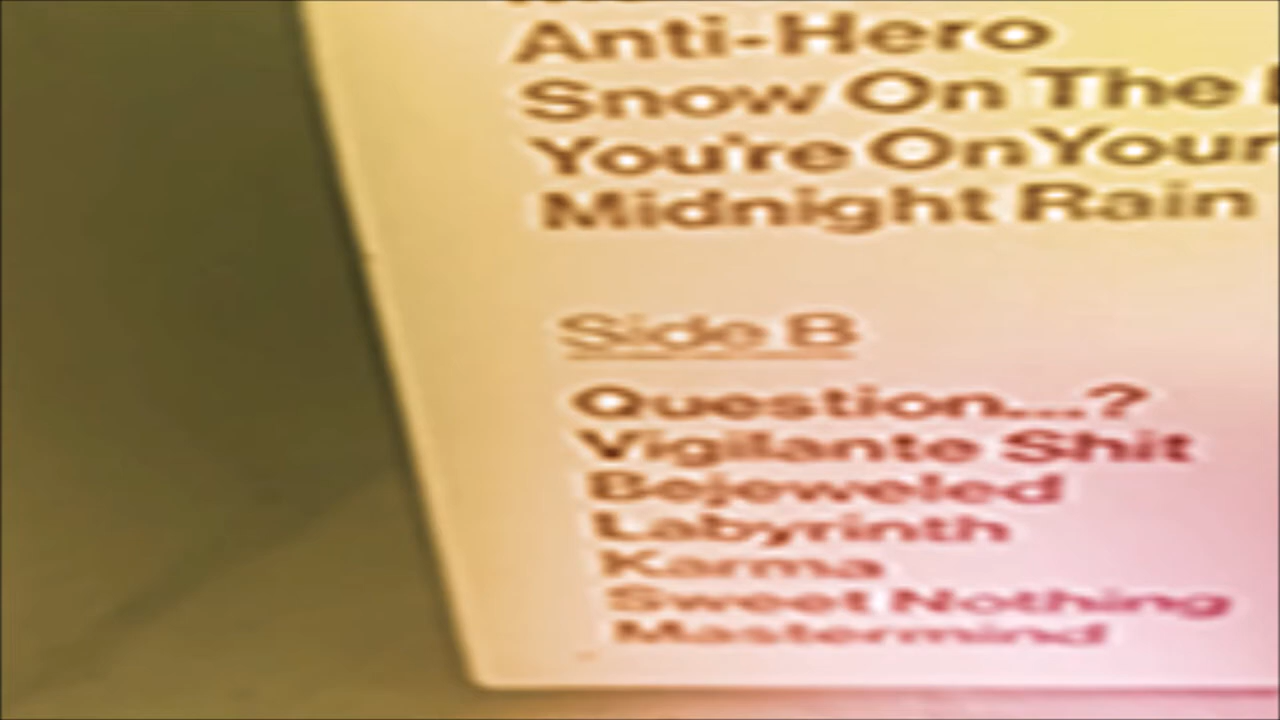 Anti-Hero
Snow On The
You're On Your
Midnight Rain
Side B
Question...?
Vigilante Shit
Bejeweled
Labyrinth
Karma
Sweet Nothing
Mastermind